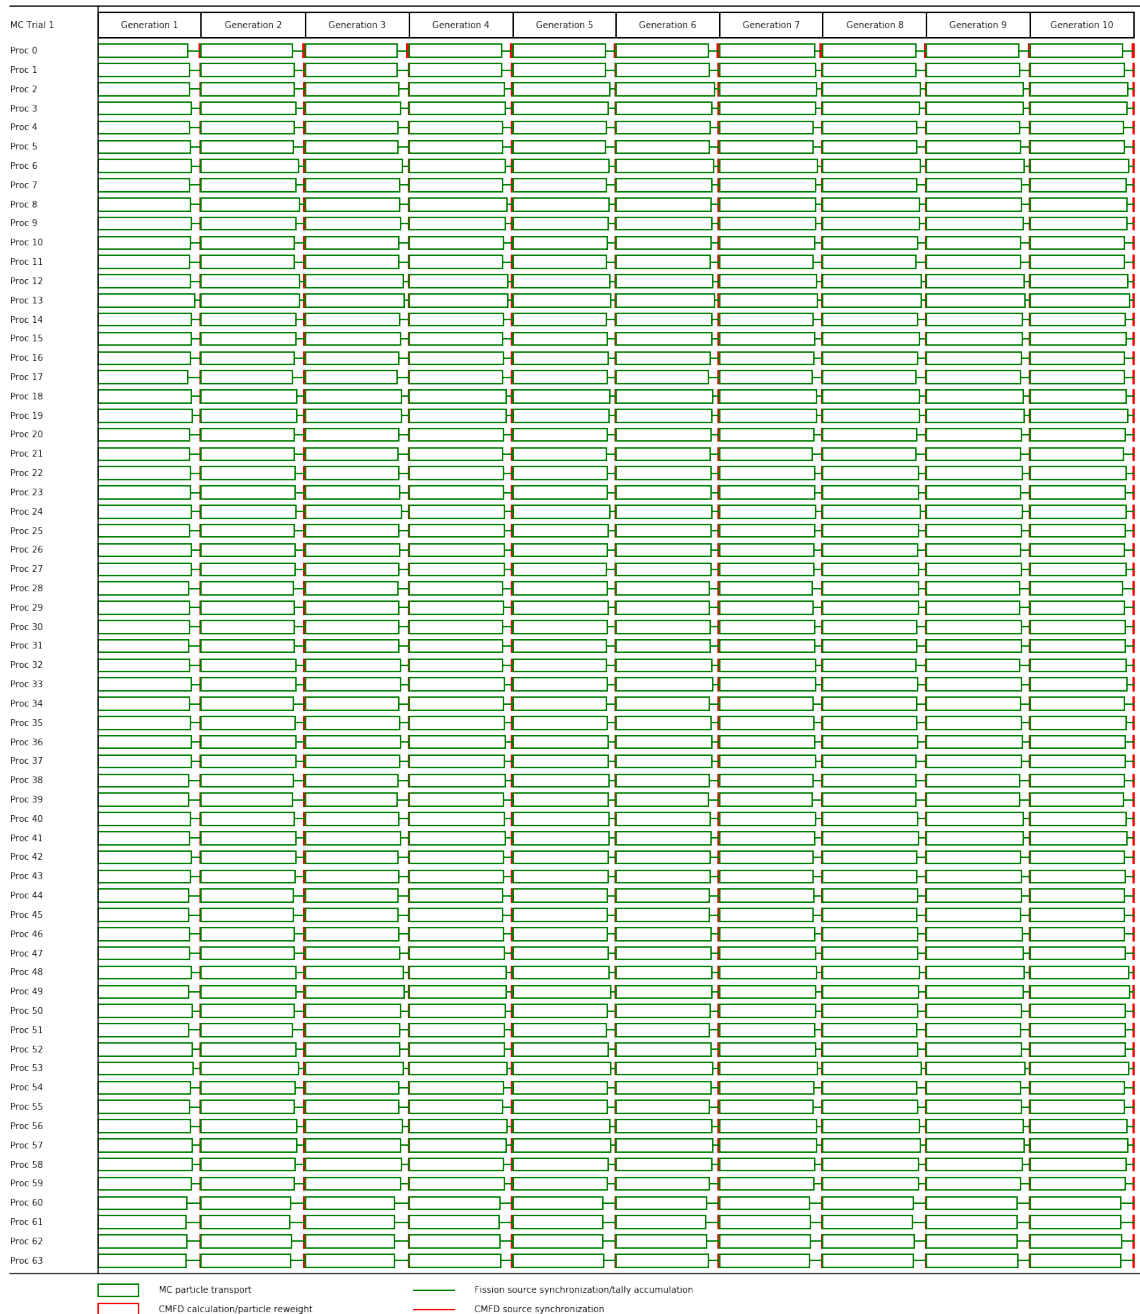 MC Trial 1 Generation 1 Generation 2 Generation 3 Generation 4 Generation 5 Generation 6 Generation 7 Generation 8 Generation 9 Generation 10
Proc 0
Proc 1
Proc 2
Proc 3
Proc 4
Proc 5
Proc 6
Proc 7
Proc 8
Proc 9
Proc 10
Proc 11
Proc 12
Proc 13
Proc 14
Proc 15
Proc 16
Proc 17
Proc 18
Proc 19
Proc 20
Proc 21
Proc 22
Proc 23
Proc 24
Proc 25
Proc 26
Proc 27
Proc 28
Proc 29
Proc 30
Proc 31
Proc 32
Proc 33
Proc 34
Proc 35
Proc 36
Proc 37
Proc 38
Proc 39
Proc 40
Proc 41
Proc 42
Proc 43
Proc 44
Proc 45
Proc 46
Proc 47
Proc 48
Proc 49
Proc 50
Proc 51
Proc 52
Proc 53
Proc 54
Proc 55
Proc 56
Proc 57
Proc 58
Proc 59
Proc 60
Proc 61
Proc 62
Proc 63
MC particle transport Fission source synchronization/tally accumulation
CMFD calculation/particle reweight CMFD source synchronization